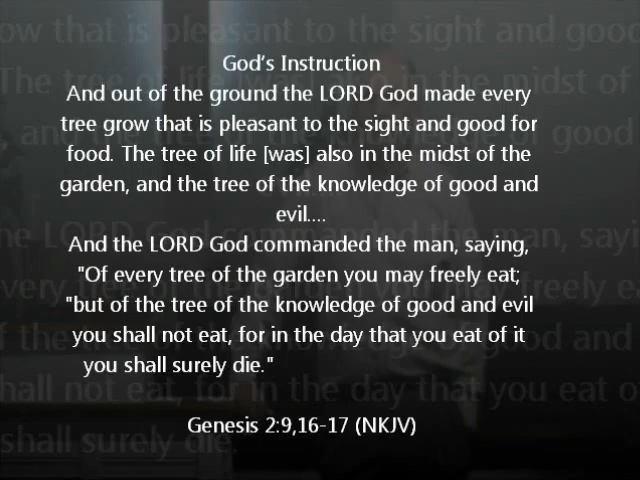 God's Instruction
And out of the ground the LORD God made every
tree grow that is pleasant to the sight and good for
food. The tree of life [was] also in the midst of the
garden, and the tree of the knowledge of good and
evil....
And the LORD God commanded the man, saying,
"Of every tree of the garden you may freely eat;
"but of the tree of the knowledge of good and evil
you shall not eat, for in the day that you eat of it
you shall surely die."
Genesis 2:9,16-17 (NKJV)